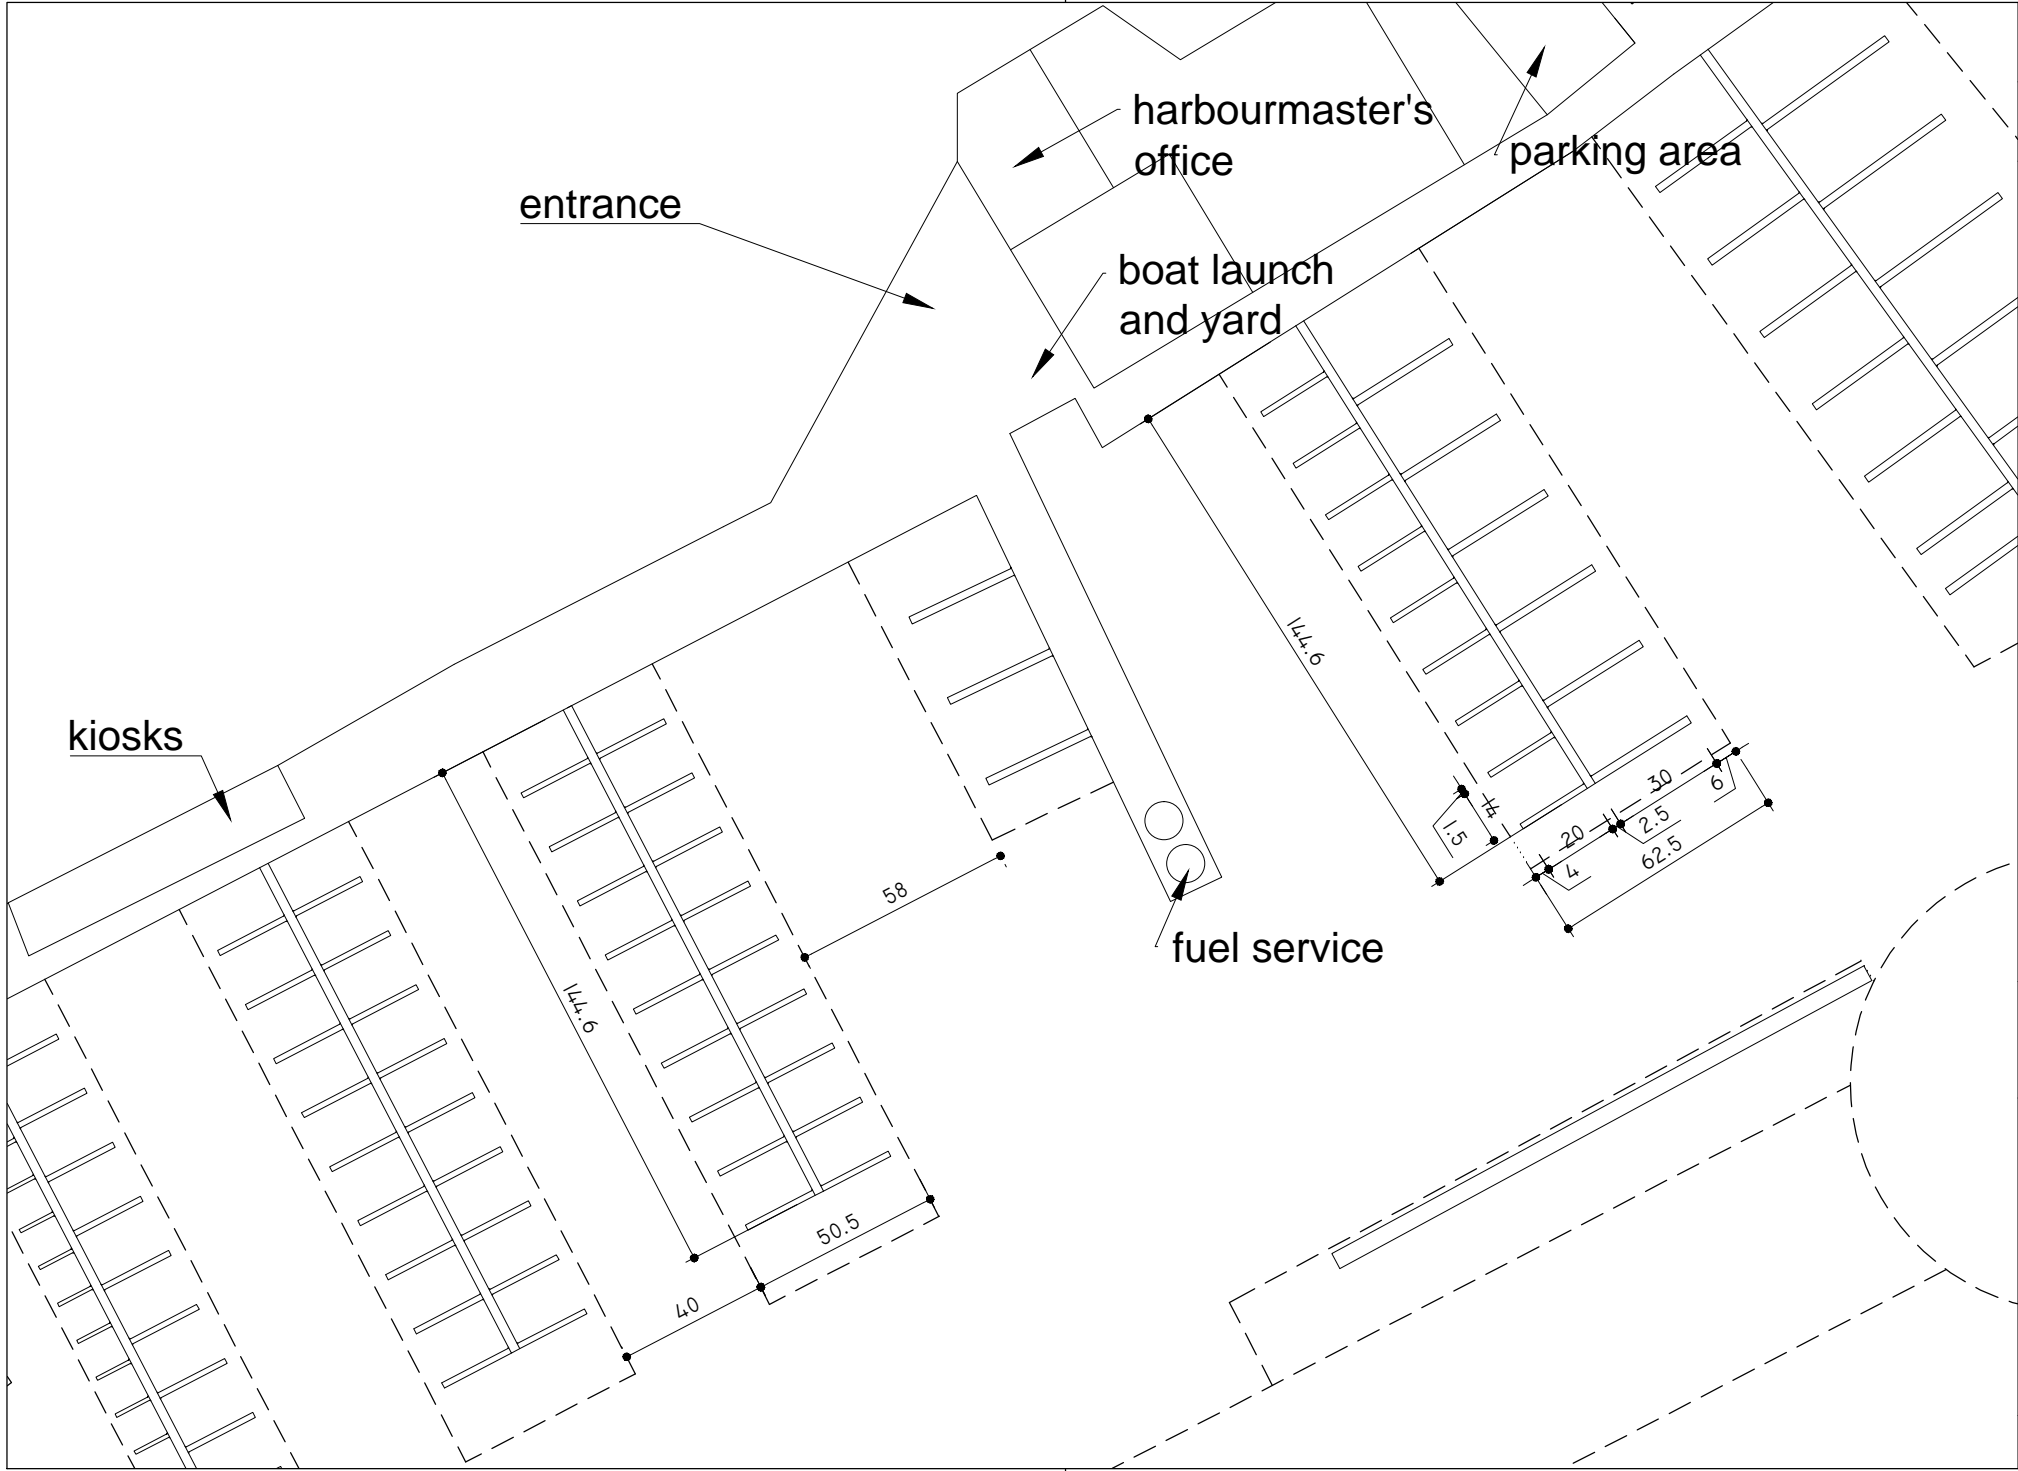 harbourmaster's
office
parking area
entrance
boat launch
and yard
144.6
kiosks
30
6
14
1.5
2.5
20
62.5
4
58
fuel service
144.6
50.5
40